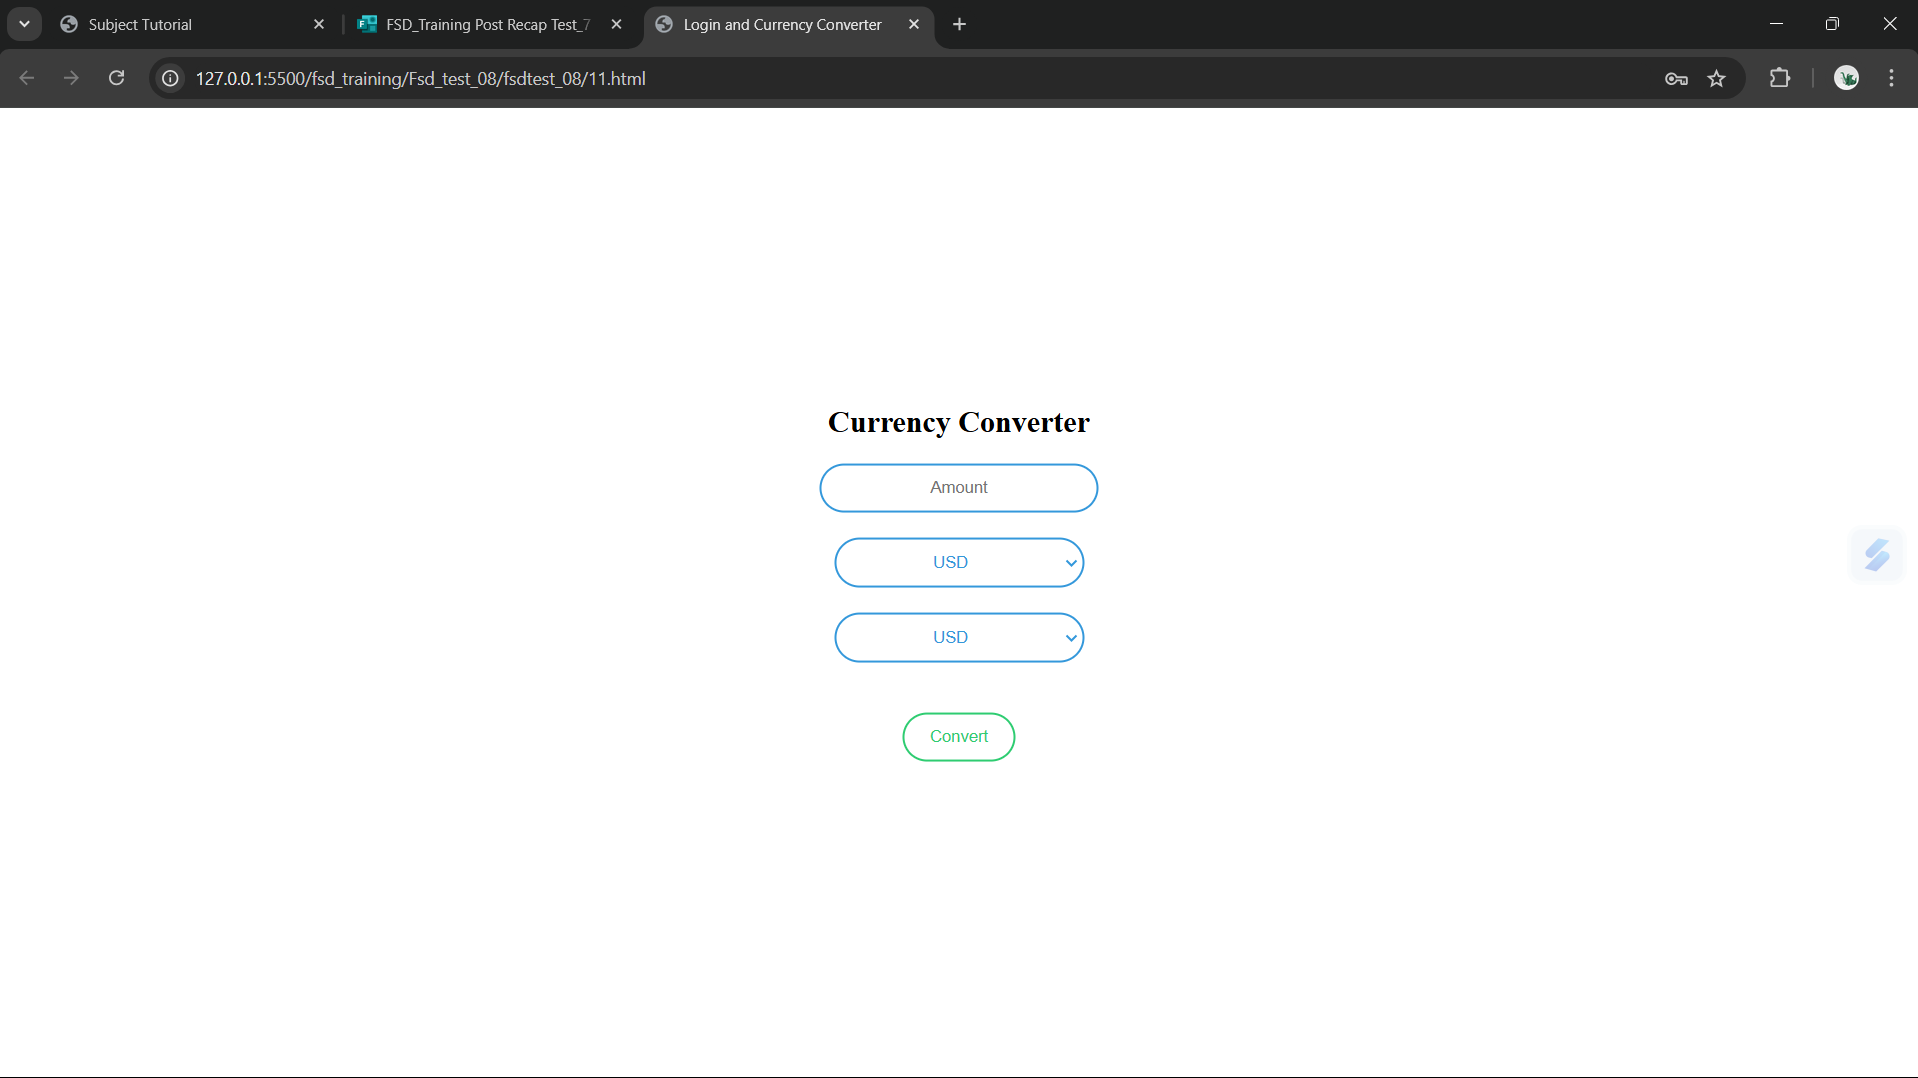 Subject Tutorial
FSD_Training Post Recap Test_7
Login and Currency Converter
127.0.0.1:5500/fsd_training/Fsd_test_08/fsdtest_08/11.html
Currency Converter
Amount
USD
USD
Convert